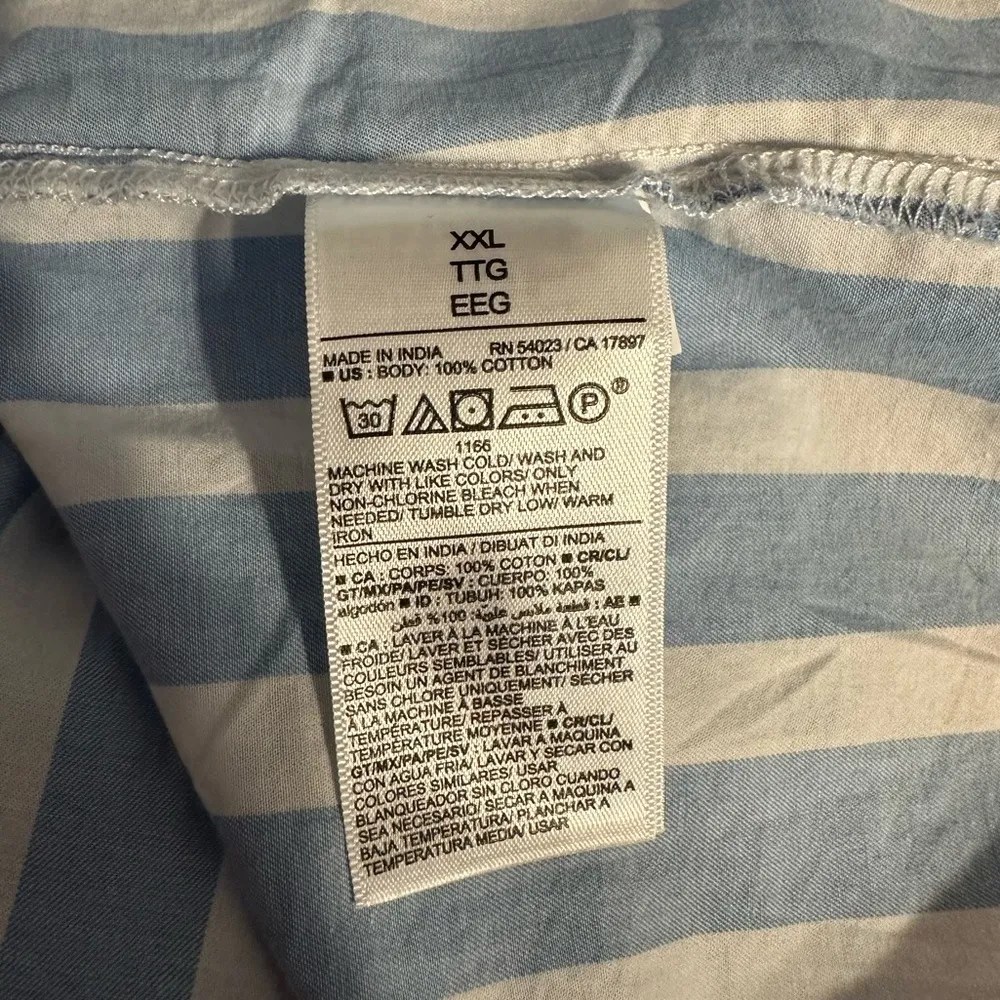 XXL
TTG
EEG
MADE IN INDIA RN 54023 / CA 17897
■ US : BODY: 100% COTTON
30 P ®
1166
MACHINE WASH COLD/ WASH AND
DRY WITH LIKE COLORS/ ONLY
NON-CHLORINE BLEACH WHEN
NEEDED/ TUMBLE DRY LOW/ WARM
IRON
HECHO EN INDIA / DIBUAT DI INDIA
■ CA : CORPS: 100% COTON ■ CR/CL/
GT/MX/PA/PE/SV : CUERPO: 100%
algodón ■ ID : TUBUH: 100% KAPAS
■ AE : قطعة ملابس علوية: 100% قطن
■ CA : LAVER À LA MACHINE À L'EAU
FROIDE/ LAVER ET SÉCHER AVEC DES
COULEURS SEMBLABLES/ UTILISER AU
BESOIN UN AGENT DE BLANCHIMENT
SANS CHLORE UNIQUEMENT/ SÉCHER
À LA MACHINE À BASSE
TEMPÉRATURE/ REPASSER À
TEMPÉRATURE MOYENNE ■ CR/CL/
GT/MX/PA/PE/SV : LAVAR A MAQUINA
CON AGUA FRIA/ LAVAR Y SECAR CON
COLORES SIMILARES/ USAR
BLANQUEADOR SIN CLORO CUANDO
SEA NECESARIO/ SECAR A MAQUINA A
BAJA TEMPERATURA/ PLANCHAR A
TEMPERATURA MEDIA/ USAR